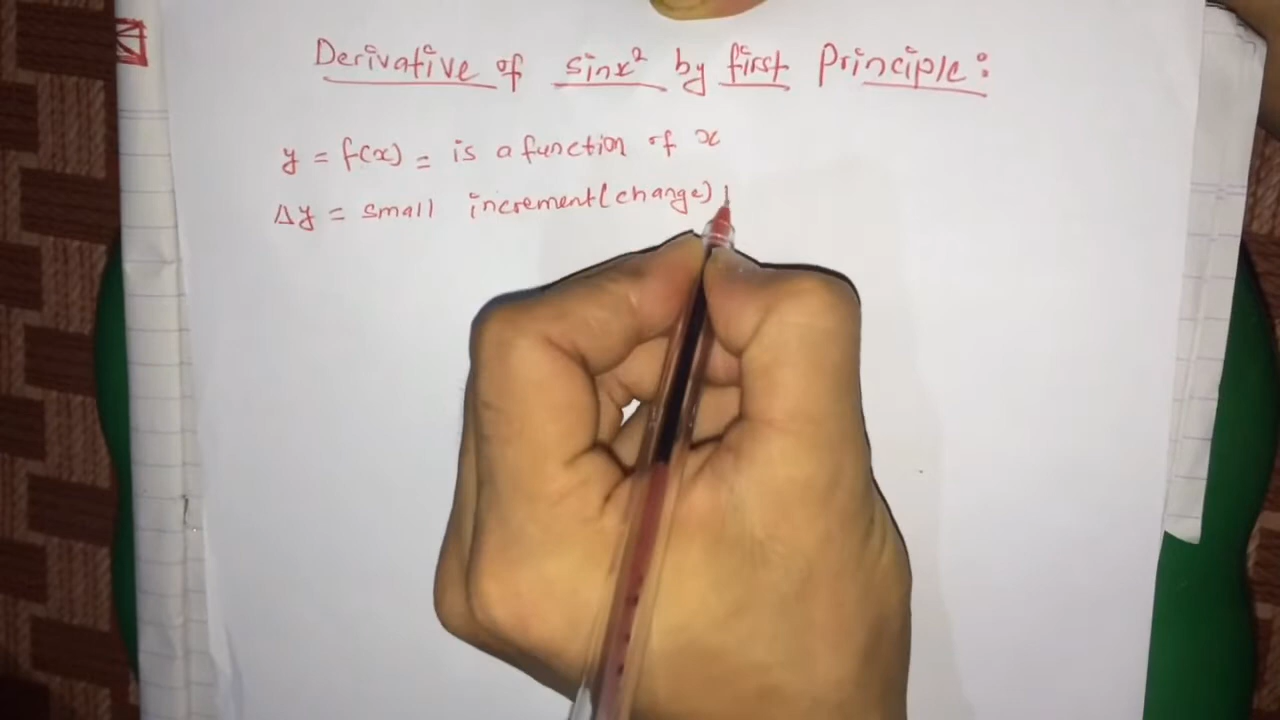 Derivative of sinx² by first Principle:
y = f(x) = is a function of x
Δy = small increment(change)